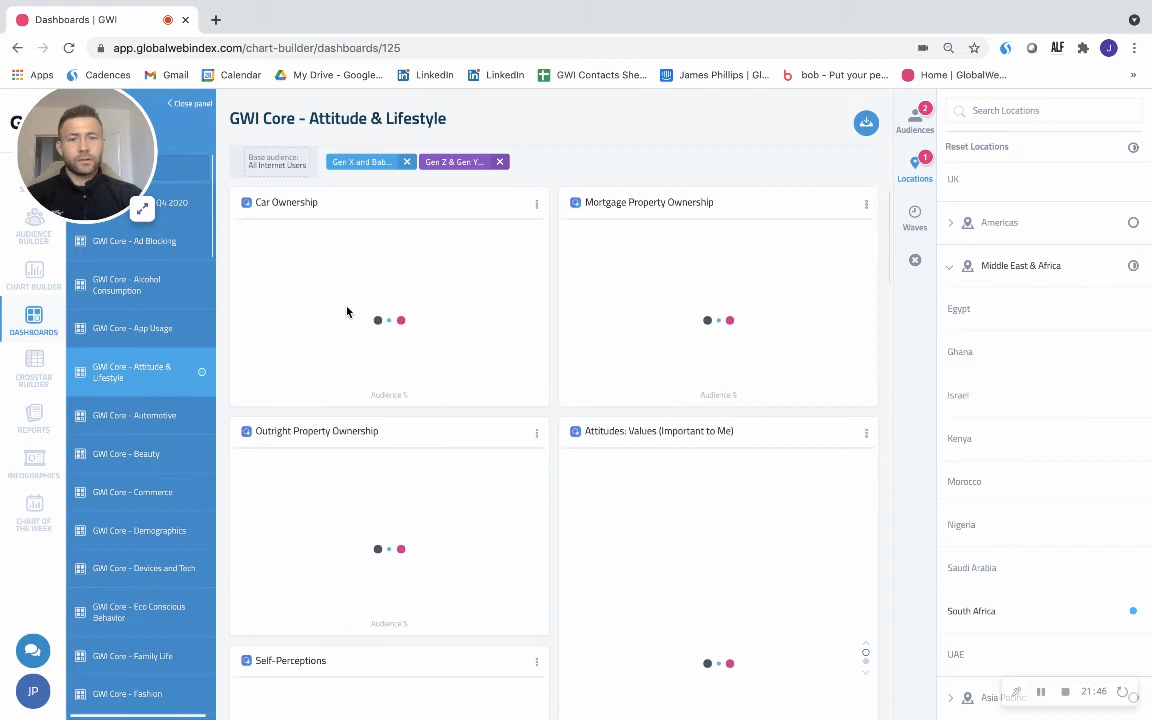 Dashboards | GWI
app.globalwebindex.com/chart-builder/dashboards/125
J
Apps
Cadences
Gmail
Calendar
My Drive - Google...
LinkedIn
LinkedIn
GWI Contacts She...
James Phillips | Gl...
bob - Put your pe...
Home | GlobalWe...
»
ALF
Close panel
Q4 2020
AUDIENCE
BUILDER
CHART BUILDER
DASHBOARDS
CROSSTAB
BUILDER
REPORTS
INFOGRAPHICS
CHART OF
THE WEEK
JP
GWI Core - Ad Blocking
GWI Core - Alcohol
Consumption
GWI Core - App Usage
GWI Core - Attitude &
Lifestyle
GWI Core - Automotive
GWI Core - Beauty
GWI Core - Commerce
GWI Core - Demographics
GWI Core - Devices and Tech
GWI Core - Eco Conscious
Behavior
GWI Core - Family Life
GWI Core - Fashion
GWI Core - Attitude & Lifestyle
Base audience:
All Internet Users
Gen X and Bab...
Gen Z & Gen Y...
Car Ownership
Audience %
Mortgage Property Ownership
Audience %
Outright Property Ownership
Audience %
Attitudes: Values (Important to Me)
Self-Perceptions
2
Audiences
1
Locations
Waves
Search Locations
Reset Locations
UK
Americas
Middle East & Africa
Egypt
Ghana
Israel
Kenya
Morocco
Nigeria
Saudi Arabia
South Africa
UAE
Asia Pacific
21:46